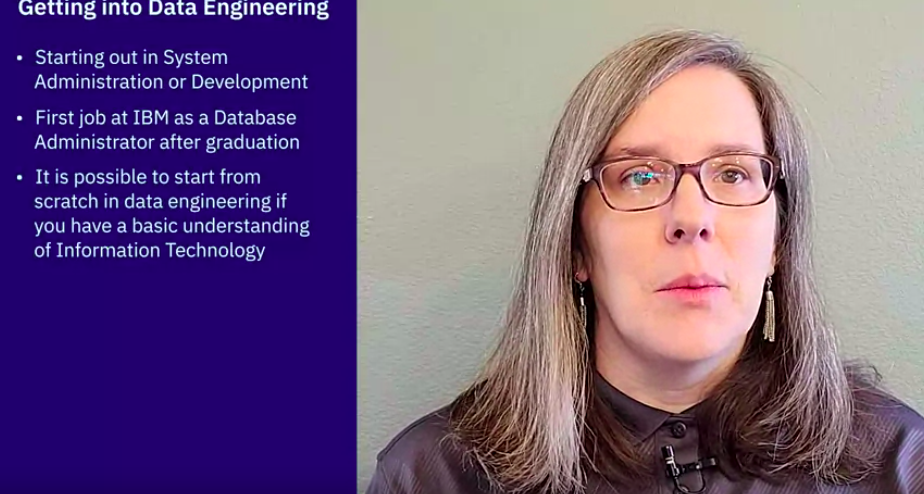 Getting into Data Engineering
• Starting out in System
Administration or Development
• First job at IBM as a Database
Administrator after graduation
• It is possible to start from
scratch in data engineering if
you have a basic understanding
of Information Technology